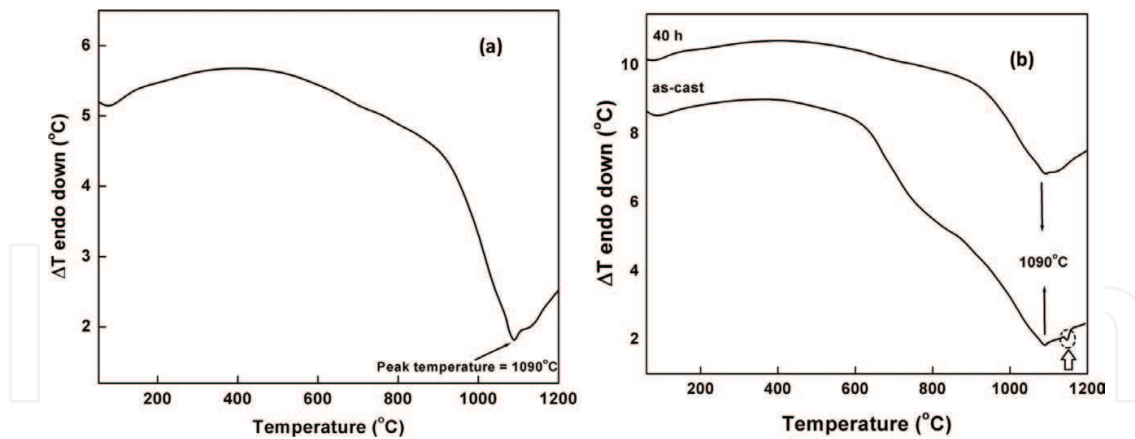 (a)
6
5
4
3
2
ΔT endo down (°C)
Peak temperature = 1090°C
200 400 600 800 1000 1200
Temperature (°C)
(b)
40 h
as-cast
10
8
6
4
2
ΔT endo down (°C)
1090°C
200 400 600 800 1000 1200
Temperature (°C)